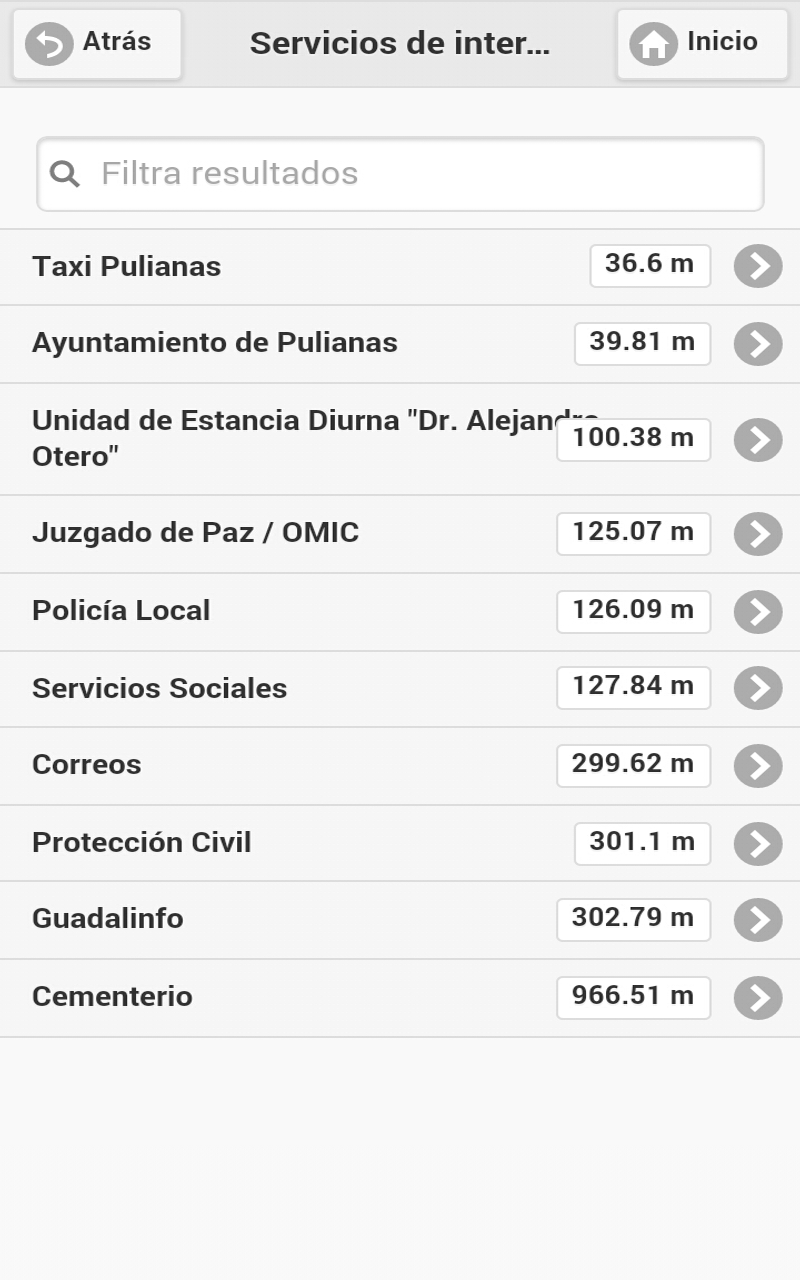 Atrás
Servicios de inter...
Inicio
Filtra resultados
Taxi Pulianas
36.6 m
Ayuntamiento de Pulianas
39.81 m
Unidad de Estancia Diurna "Dr. Alejandro
Otero"
100.38 m
Juzgado de Paz / OMIC
125.07 m
Policía Local
126.09 m
Servicios Sociales
127.84 m
Correos
299.62 m
Protección Civil
301.1 m
Guadalinfo
302.79 m
Cementerio
966.51 m